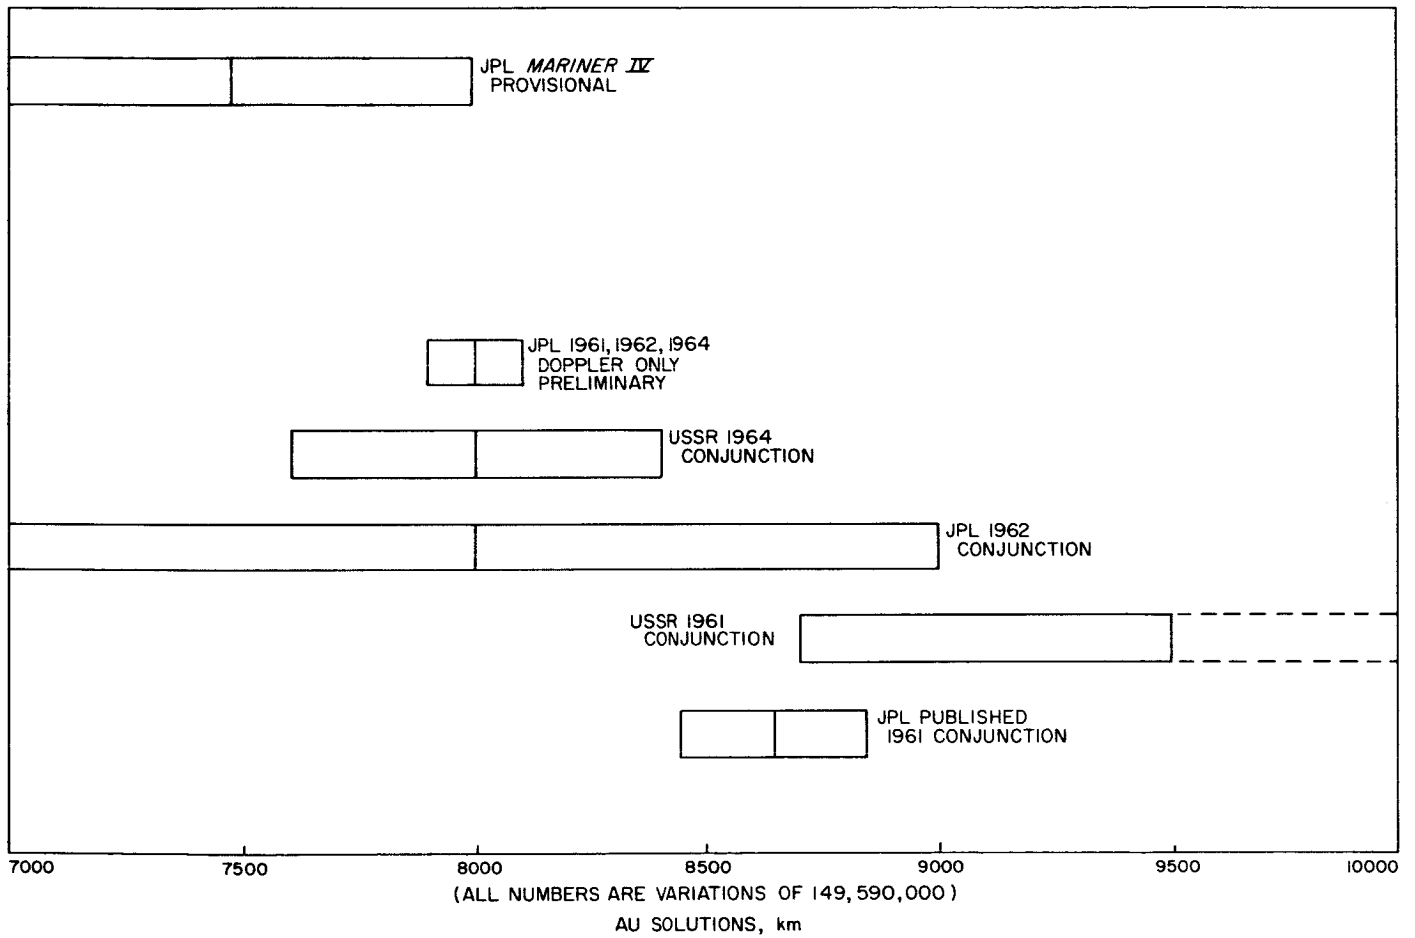 JPL MARINER IV
PROVISIONAL
JPL 1961, 1962, 1964
DOPPLER ONLY
PRELIMINARY
USSR 1964
CONJUNCTION
JPL 1962
CONJUNCTION
USSR 1961
CONJUNCTION
JPL PUBLISHED
1961 CONJUNCTION
7000 7500 8000 8500 9000 9500 10000
(ALL NUMBERS ARE VARIATIONS OF 149,590,000)
AU SOLUTIONS, km